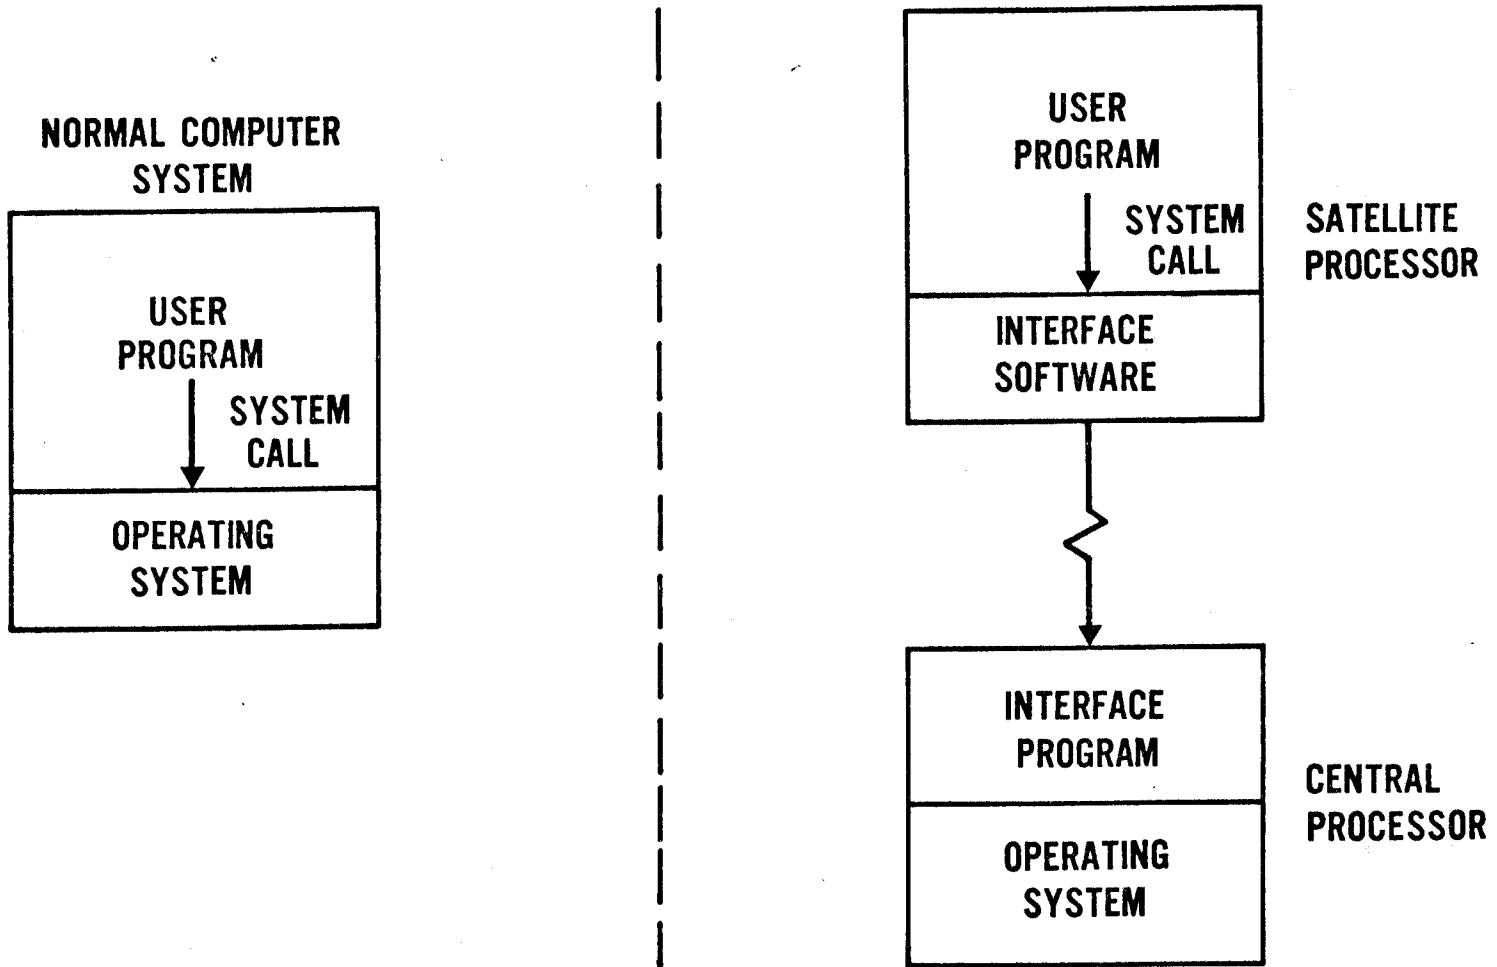 NORMAL COMPUTER
SYSTEM
USER
PROGRAM
SYSTEM
CALL
OPERATING
SYSTEM
USER
PROGRAM
SYSTEM
CALL
INTERFACE
SOFTWARE
SATELLITE
PROCESSOR
INTERFACE
PROGRAM
OPERATING
SYSTEM
CENTRAL
PROCESSOR